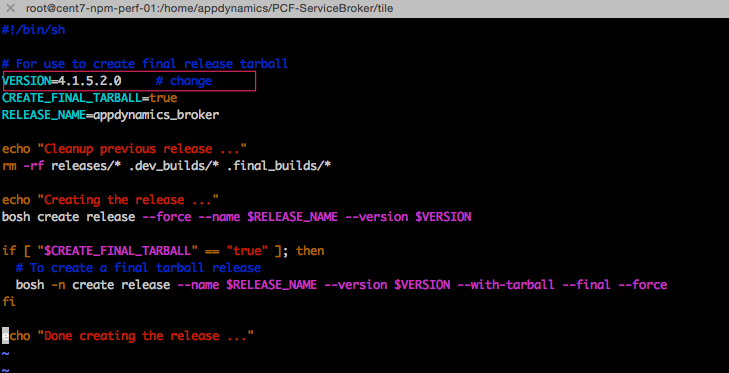 root@cent7-npm-perf-01:/home/appdynamics/PCF-ServiceBroker/tile
#!/bin/sh
# For use to create final release tarball
VERSION=4.1.5.2.0     # change
CREATE_FINAL_TARBALL=true
RELEASE_NAME=appdynamics_broker
echo "Cleanup previous release ..."
rm -rf releases/* .dev_builds/* .final_builds/*
echo "Creating the release ..."
bosh create release --force --name $RELEASE_NAME --version $VERSION
if [ "$CREATE_FINAL_TARBALL" == "true" ]; then
  # To create a final tarball release
  bosh -n create release --name $RELEASE_NAME --version $VERSION --with-tarball --final --force
fi
echo "Done creating the release ..."
~
~